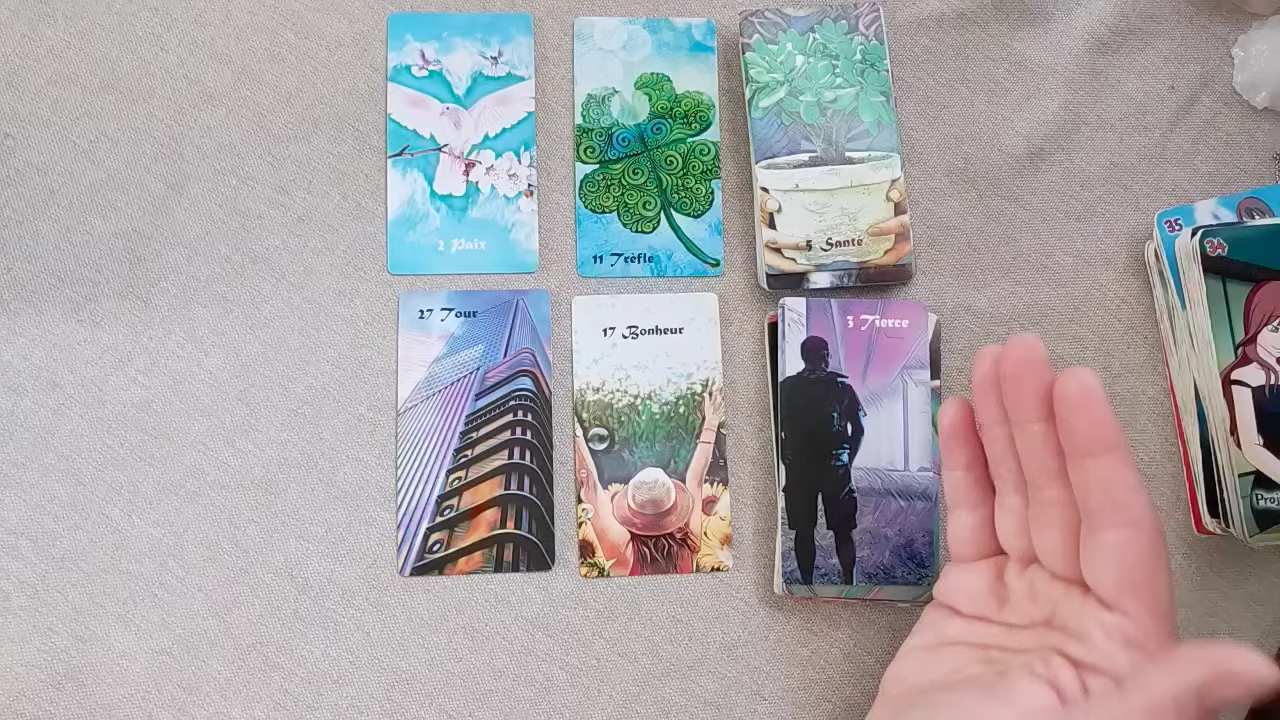 2 Paix
11 Trèfle
5 Santé
27 Tour
17 Bonheur
3 Tierce
35
34